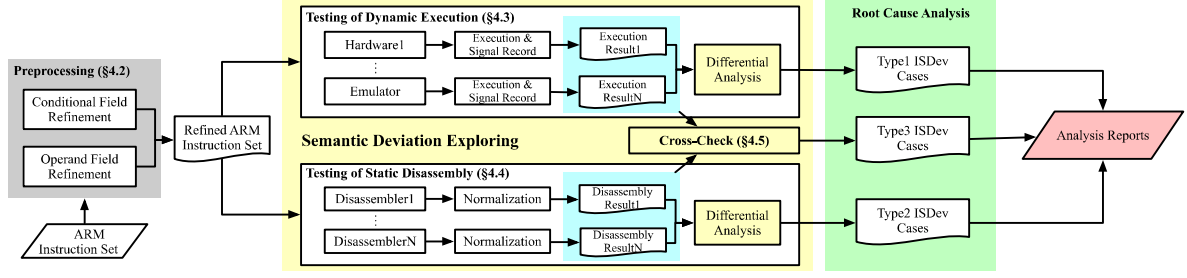 Preprocessing (§4.2)
Conditional Field
Refinement
Operand Field
Refinement
ARM
Instruction Set
Refined ARM
Instruction Set
Semantic Deviation Exploring
Testing of Dynamic Execution (§4.3)
Hardware1
Execution &
Signal Record
Execution
Result1
⋮
Emulator
Execution &
Signal Record
Execution
ResultN
Differential
Analysis
Cross-Check (§4.5)
Testing of Static Disassembly (§4.4)
Disassembler1
Normalization
Disassembly
Result1
⋮
DisassemblerN
Normalization
Disassembly
ResultN
Differential
Analysis
Root Cause Analysis
Type1 ISDev
Cases
Type3 ISDev
Cases
Type2 ISDev
Cases
Analysis Reports